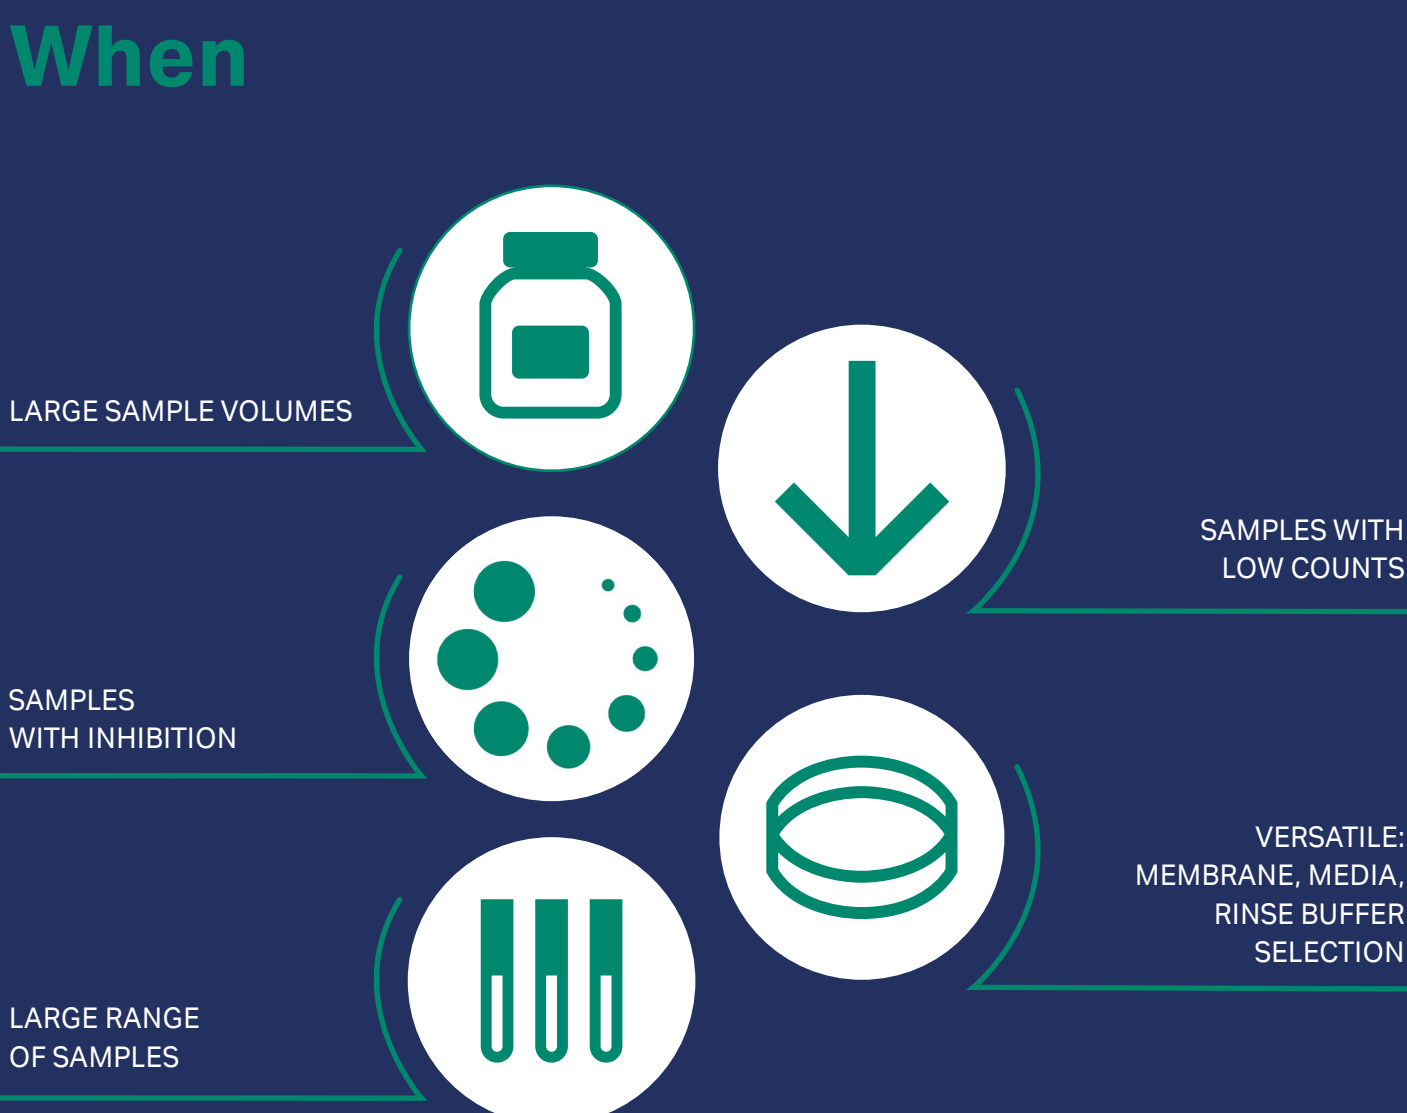 When
LARGE SAMPLE VOLUMES
SAMPLES WITH
LOW COUNTS
SAMPLES
WITH INHIBITION
VERSATILE:
MEMBRANE, MEDIA,
RINSE BUFFER
SELECTION
LARGE RANGE
OF SAMPLES